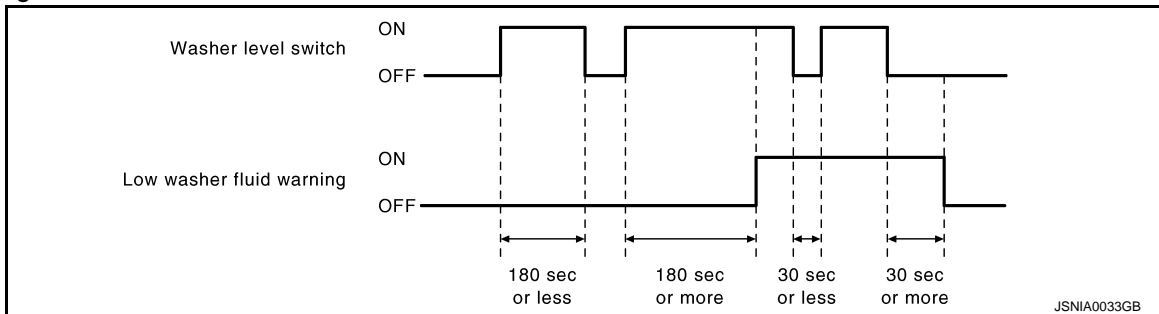 ON
Washer level switch
OFF
ON
Low washer fluid warning
OFF
180 sec
or less
180 sec
or more
30 sec
or less
30 sec
or more
JSNIA0033GB